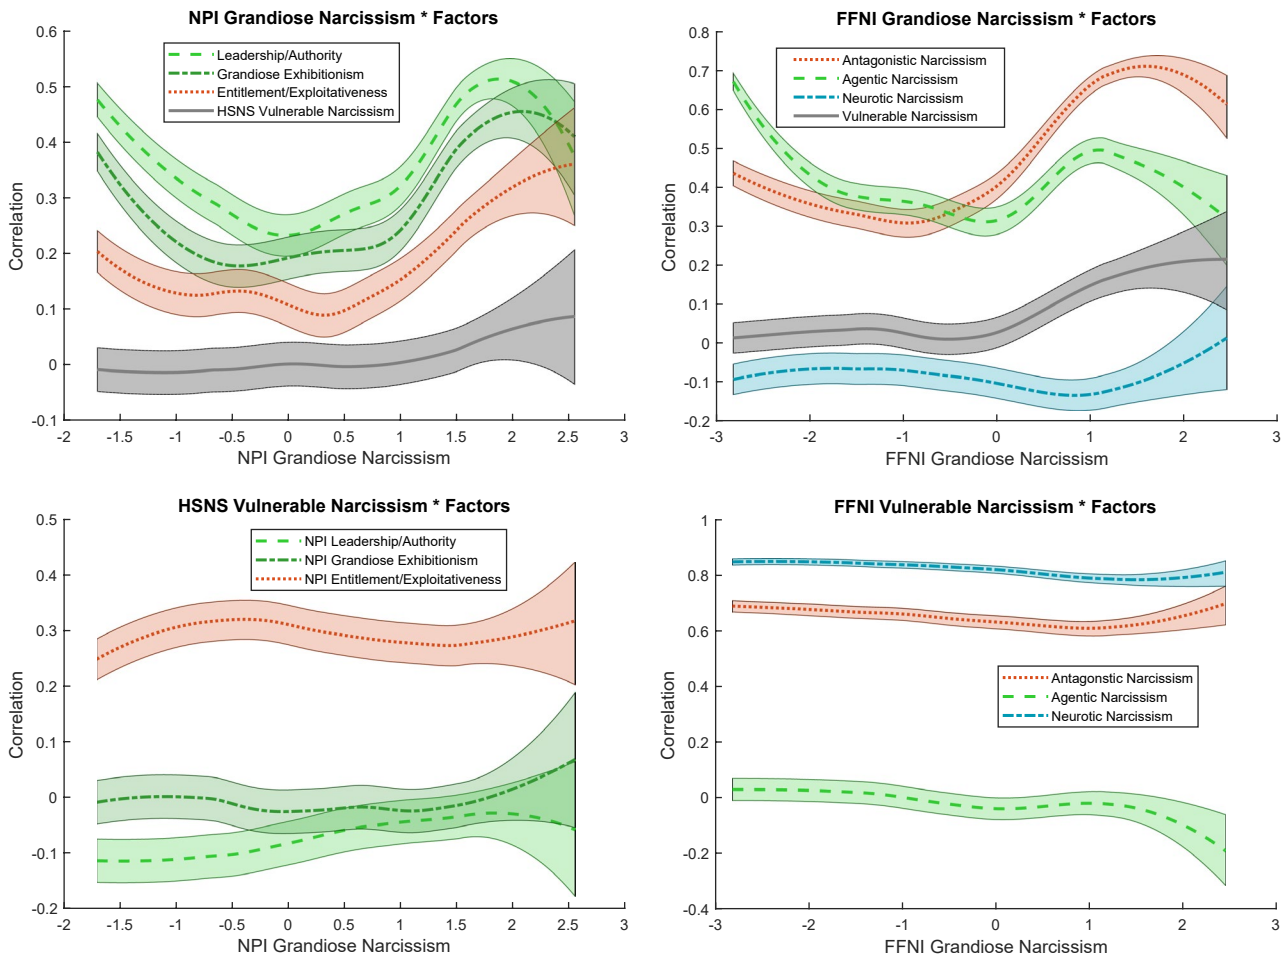 NPI Grandiose Narcissism * Factors
0.6
0.5
0.4
0.3
0.2
0.1
0
-0.1
Correlation
Leadership/Authority
Grandiose Exhibitionism
Entitlement/Exploitativeness
HSNS Vulnerable Narcissism
-2 -1.5 -1 -0.5 0 0.5 1 1.5 2 2.5 3
NPI Grandiose Narcissism
FFNI Grandiose Narcissism * Factors
0.8
0.7
0.6
0.5
0.4
0.3
0.2
0.1
0
-0.1
-0.2
Correlation
Antagonistic Narcissism
Agentic Narcissism
Neurotic Narcissism
Vulnerable Narcissism
-3 -2 -1 0 1 2 3
FFNI Grandiose Narcissism
HSNS Vulnerable Narcissism * Factors
0.5
0.4
0.3
0.2
0.1
0
-0.1
-0.2
Correlation
NPI Leadership/Authority
NPI Grandiose Exhibitionism
NPI Entitlement/Exploitativeness
-2 -1.5 -1 -0.5 0 0.5 1 1.5 2 2.5 3
NPI Grandiose Narcissism
FFNI Vulnerable Narcissism * Factors
1
0.8
0.6
0.4
0.2
0
-0.2
-0.4
Correlation
Antagonstic Narcissism
Agentic Narcissism
Neurotic Narcissism
-3 -2 -1 0 1 2 3
FFNI Grandiose Narcissism